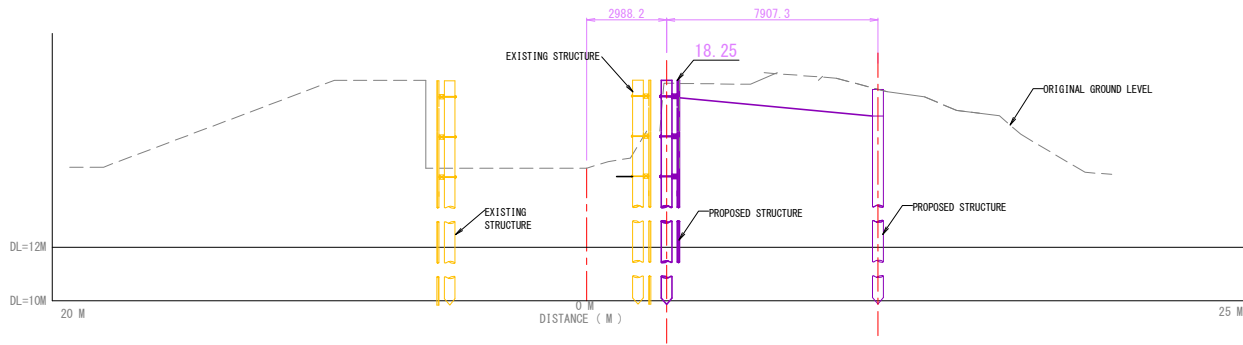 2988.2
7907.3
18.25
EXISTING STRUCTURE
ORIGINAL GROUND LEVEL
EXISTING
STRUCTURE
PROPOSED STRUCTURE
PROPOSED STRUCTURE
DL=12M
DL=10M
20 M
0 M
DISTANCE ( M )
25 M